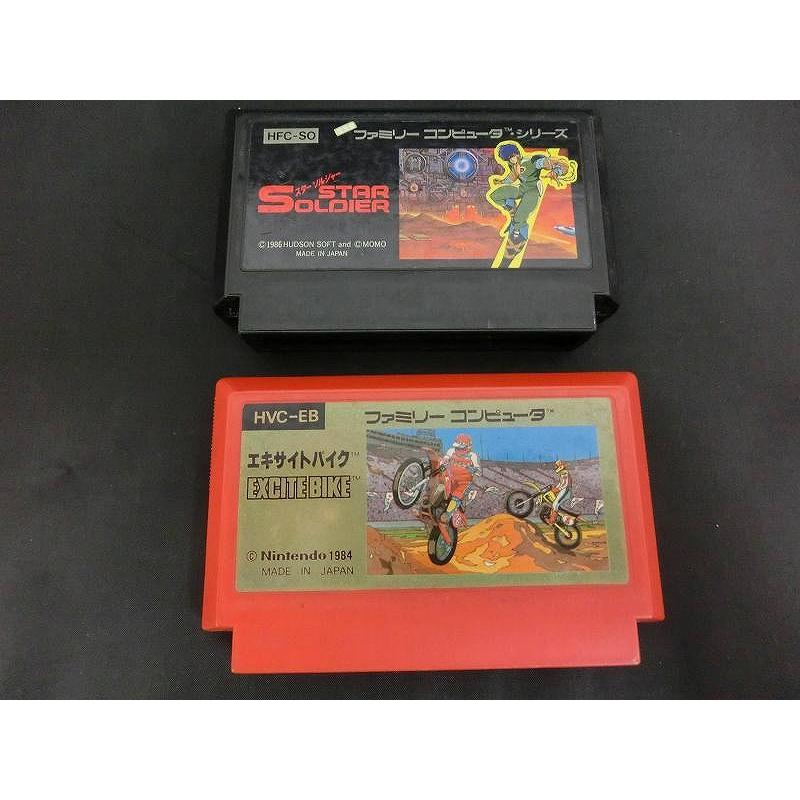 HFC-SO
ファミリー コンピュータ™・シリーズ
スター ソルジャー
STAR
SOLDIER
©1986 HUDSON SOFT and ©MOMO
MADE IN JAPAN
HVC-EB
ファミリー コンピュータ™
エキサイトバイク™
EXCITEBIKE™
© Nintendo 1984
MADE IN JAPAN